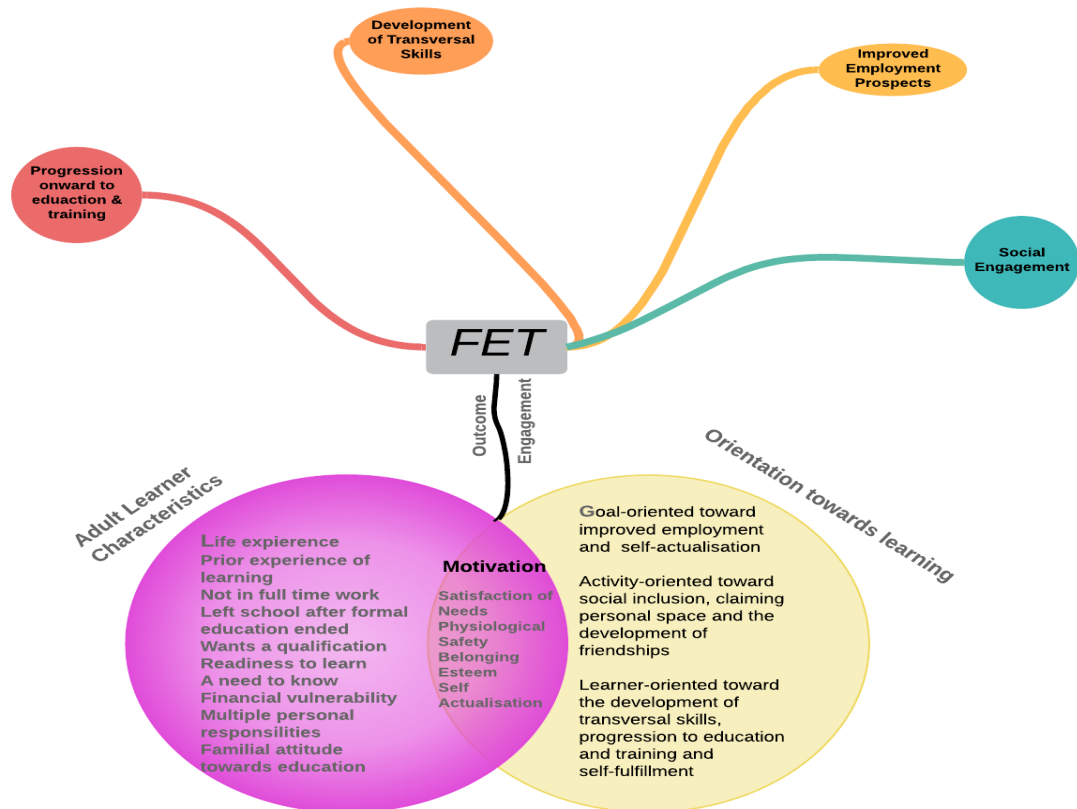 Development
of Transversal
Skills
Improved
Employment
Prospects
Progression
onward to
eduaction &
training
Social
Engagement
FET
Outcome
Engagement
Adult Learner
Characteristics
Orientation towards learning
Life expierence
Prior experience of
learning
Not in full time work
Left school after formal
education ended
Wants a qualification
Readiness to learn
A need to know
Financial vulnerability
Multiple personal
responsilities
Familial attitude
towards education
Motivation
Satisfaction of
Needs
Physiological
Safety
Belonging
Esteem
Self
Actualisation
Goal-oriented toward
improved employment
and self-actualisation
Activity-oriented toward
social inclusion, claiming
personal space and the
development of
friendships
Learner-oriented toward
the development of
transversal skills,
progression to education
and training and
self-fulfillment